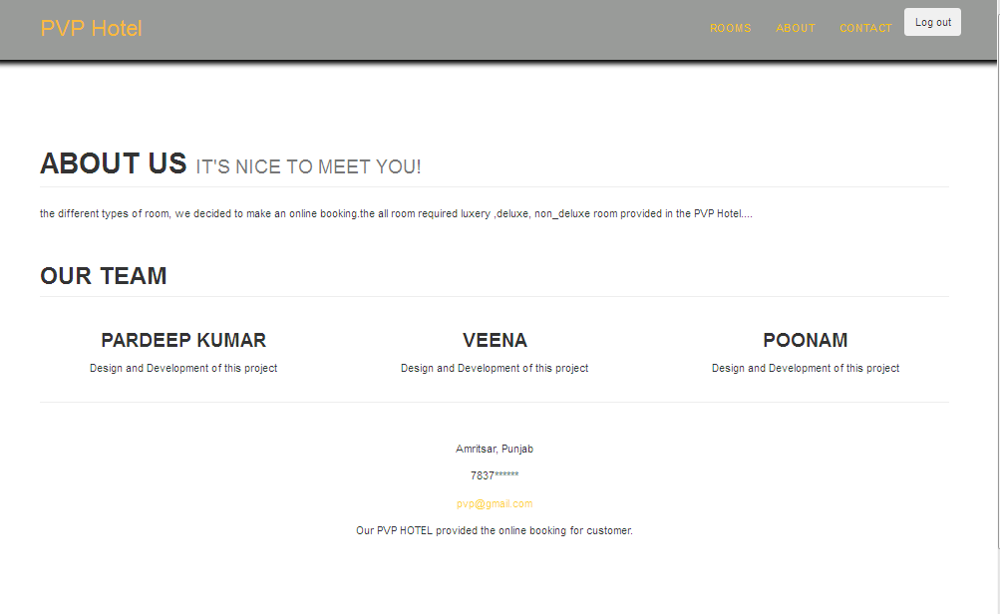 PVP Hotel
ROOMS ABOUT CONTACT Log out
ABOUT US IT'S NICE TO MEET YOU!
the different types of room, we decided to make an online booking.the all room required luxery ,deluxe, non_deluxe room provided in the PVP Hotel....
OUR TEAM
PARDEEP KUMAR VEENA POONAM
Design and Development of this project Design and Development of this project Design and Development of this project
Amritsar, Punjab
7837******
pvp@gmail.com
Our PVP HOTEL provided the online booking for customer.